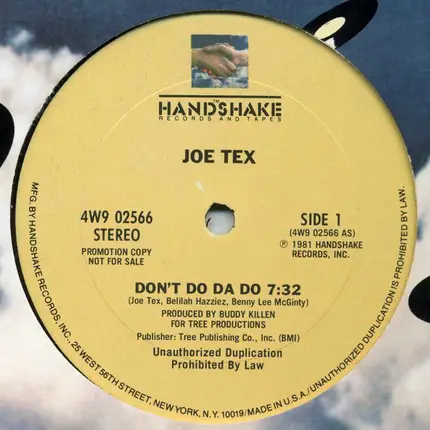 ™
HANDSHAKE
RECORDS AND TAPES
JOE TEX
4W9 02566
STEREO
PROMOTION COPY
NOT FOR SALE
SIDE 1
(4W9 02566 AS)
℗ 1981 HANDSHAKE
RECORDS, INC.
DON'T DO DA DO 7:32
(Joe Tex, Belilah Hazziez, Benny Lee McGinty)
PRODUCED BY BUDDY KILLEN
FOR TREE PRODUCTIONS
Publisher: Tree Publishing Co., Inc. (BMI)
Unauthorized Duplication
Prohibited By Law
MFG. BY HANDSHAKE RECORDS, INC., 25 WEST 56TH STREET, NEW YORK, N.Y. 10019/MADE IN U.S.A./UNAUTHORIZED DUPLICATION IS PROHIBITED BY LAW.